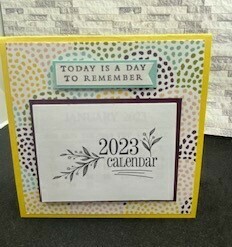 TODAY IS A DAY
TO REMEMBER
2023
CALENDAR